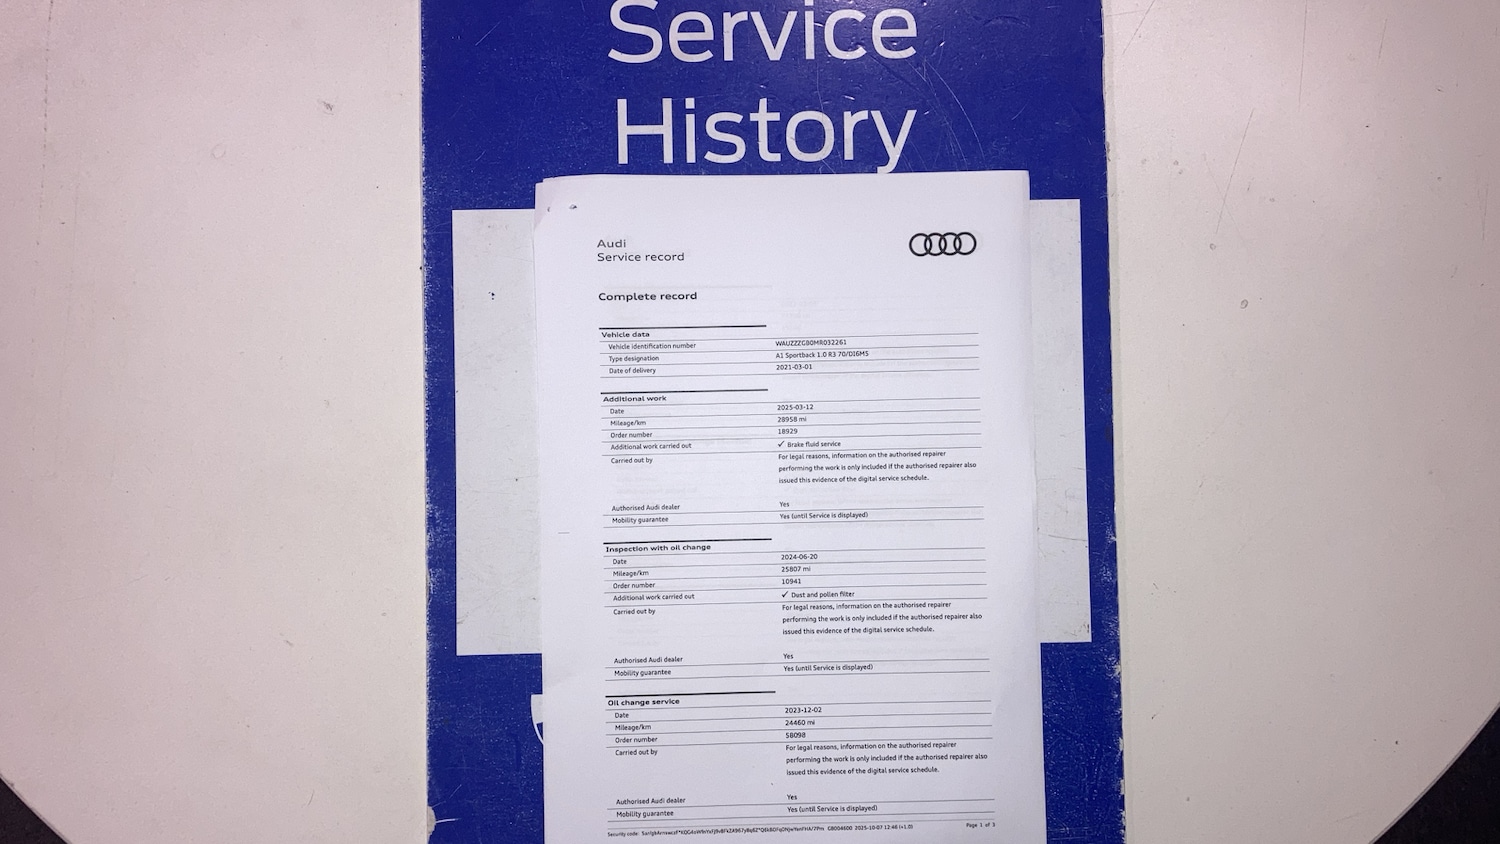 Service
History
Audi
Service record
Complete record
Vehicle data
Vehicle identification number WAUZZZGB0MR032261
Type designation A1 Sportback 1.0 R3 70/DI6M5
Date of delivery 2021-03-01
Additional work
Date 2025-03-12
Mileage/km 28958 mi
Order number 18929
Additional work carried out ✓ Brake fluid service
Carried out by For legal reasons, information on the authorised repairer
performing the work is only included if the authorised repairer also
issued this evidence of the digital service schedule.
Authorised Audi dealer Yes
Mobility guarantee Yes (until Service is displayed)
Inspection with oil change
Date 2024-06-20
Mileage/km 25807 mi
Order number 10941
Additional work carried out ✓ Dust and pollen filter
Carried out by For legal reasons, information on the authorised repairer
performing the work is only included if the authorised repairer also
issued this evidence of the digital service schedule.
Authorised Audi dealer Yes
Mobility guarantee Yes (until Service is displayed)
Oil change service
Date 2023-12-02
Mileage/km 24460 mi
Order number 58098
Carried out by For legal reasons, information on the authorised repairer
performing the work is only included if the authorised repairer also
issued this evidence of the digital service schedule.
Authorised Audi dealer Yes
Mobility guarantee Yes (until Service is displayed)
Security code: GB004600 2025-10-07 12:46 (v1.0) Page 1 of 3